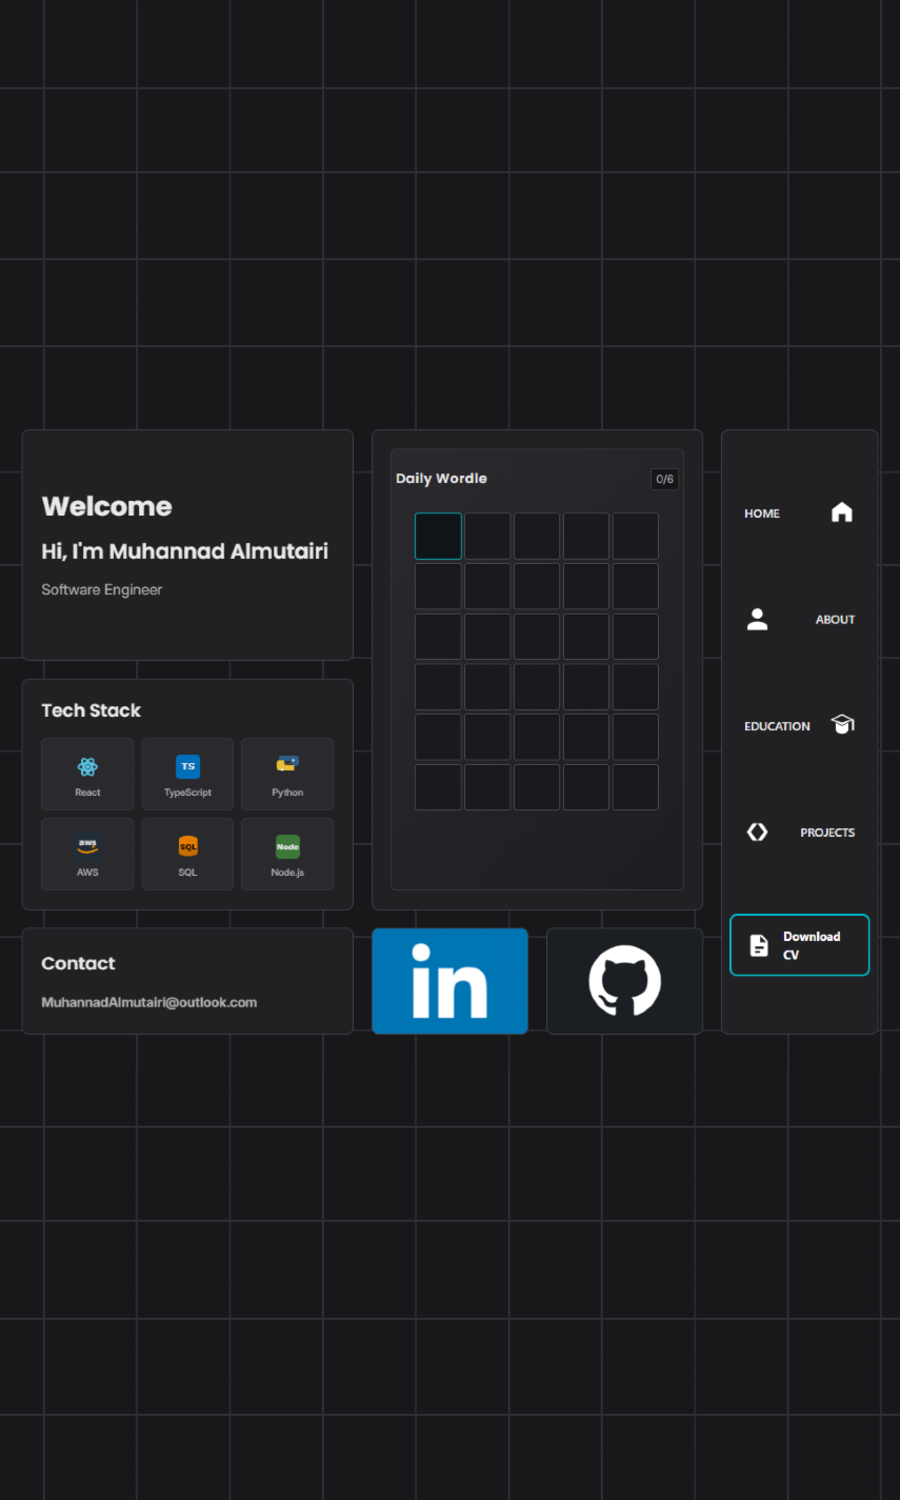 Welcome
Hi, I'm Muhannad Almutairi
Software Engineer
Tech Stack
React
TS
TypeScript
Python
aws
AWS
SQL
SQL
Node
Node.js
Contact
MuhannadAlmutairi@outlook.com
Daily Wordle
0/6
in
HOME
ABOUT
EDUCATION
PROJECTS
Download
CV